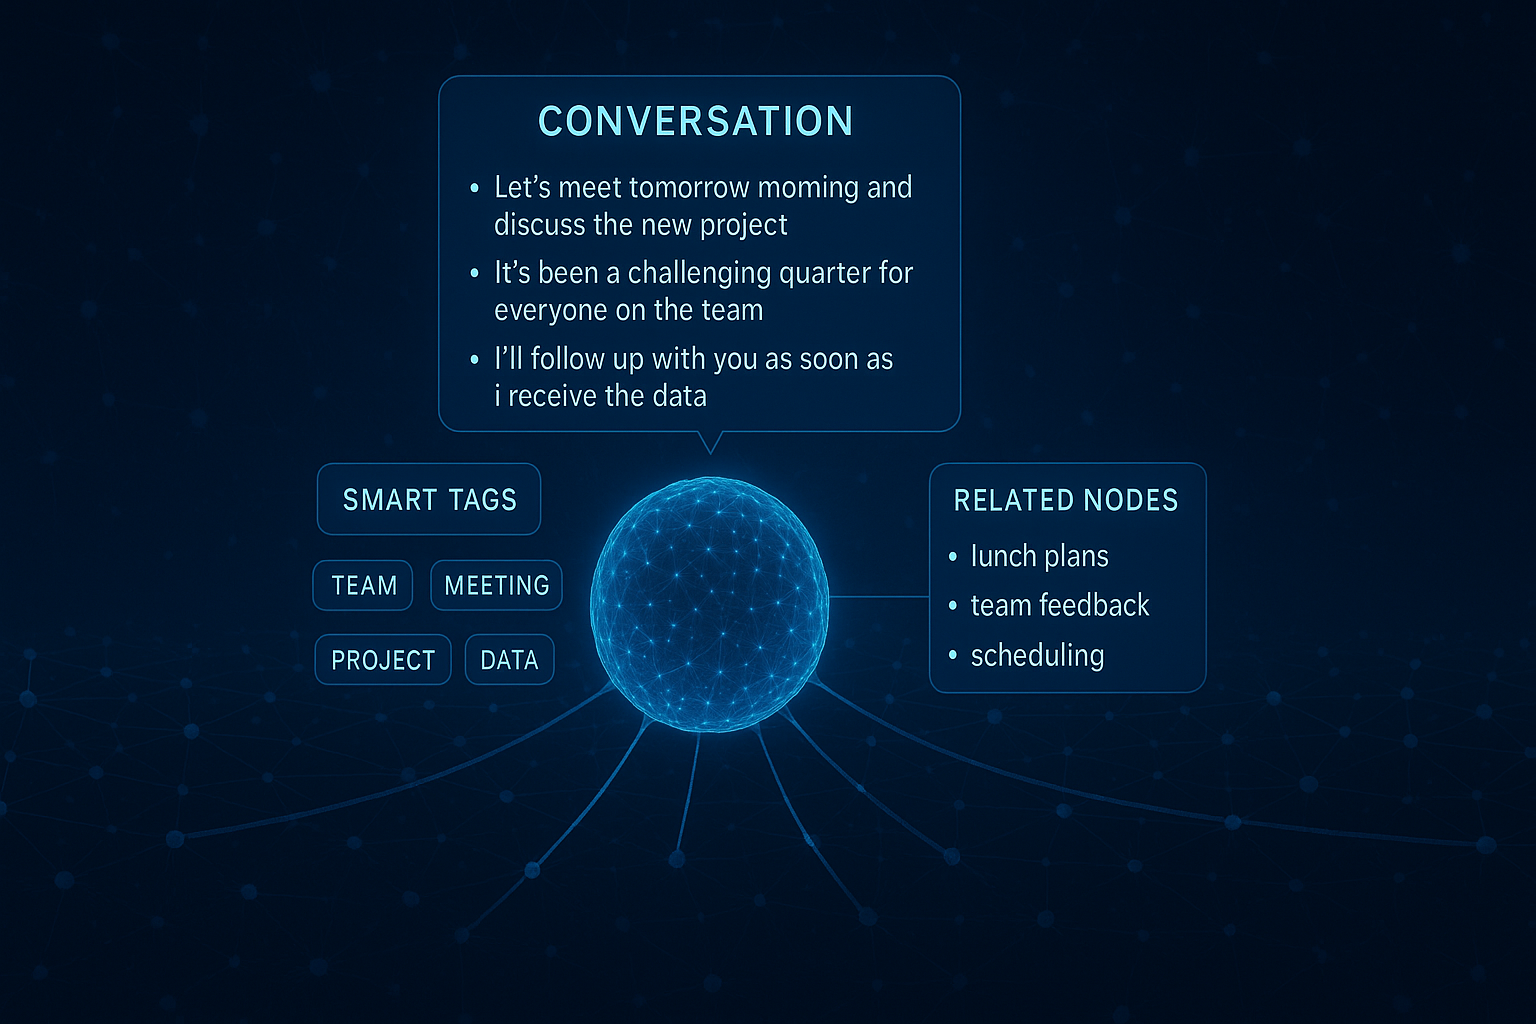 CONVERSATION
• Let's meet tomorrow moming and
discuss the new project
• It's been a challenging quarter for
everyone on the team
• I'll follow up with you as soon as
i receive the data
SMART TAGS
TEAM
MEETING
PROJECT
DATA
RELATED NODES
• lunch plans
• team feedback
• scheduling